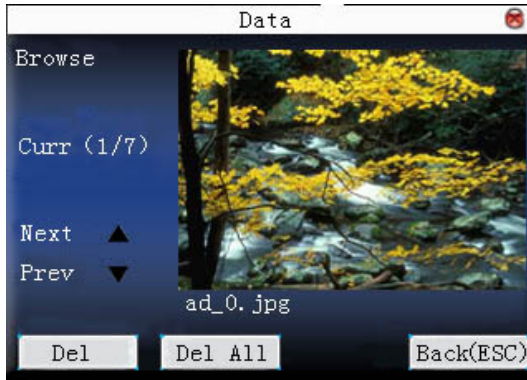 Data
Browse
Curr (1/7)
Next ▲
Prev ▼
ad_0.jpg
Del Del All Back(ESC)